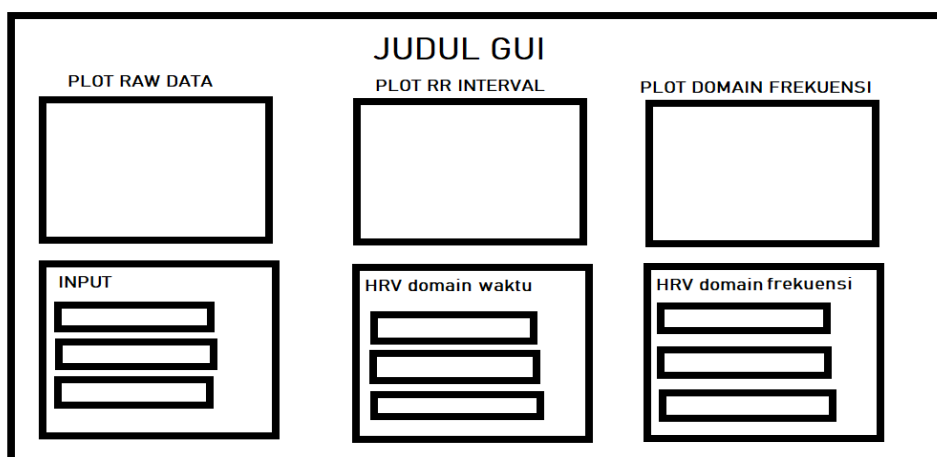 JUDUL GUI
PLOT RAW DATA
PLOT RR INTERVAL
PLOT DOMAIN FREKUENSI
INPUT
HRV domain waktu
HRV domain frekuensi